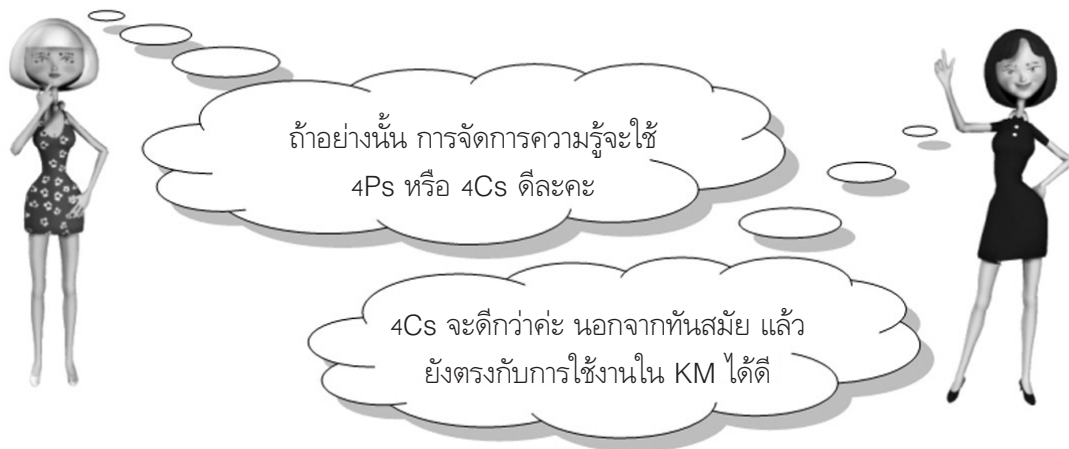 ถ้าอย่างนั้น การจัดการความรู้จะใช้
4Ps หรือ 4Cs ดีละคะ
4Cs จะดีกว่าค่ะ นอกจากทันสมัย แล้ว
ยังตรงกับการใช้งานใน KM ได้ดี